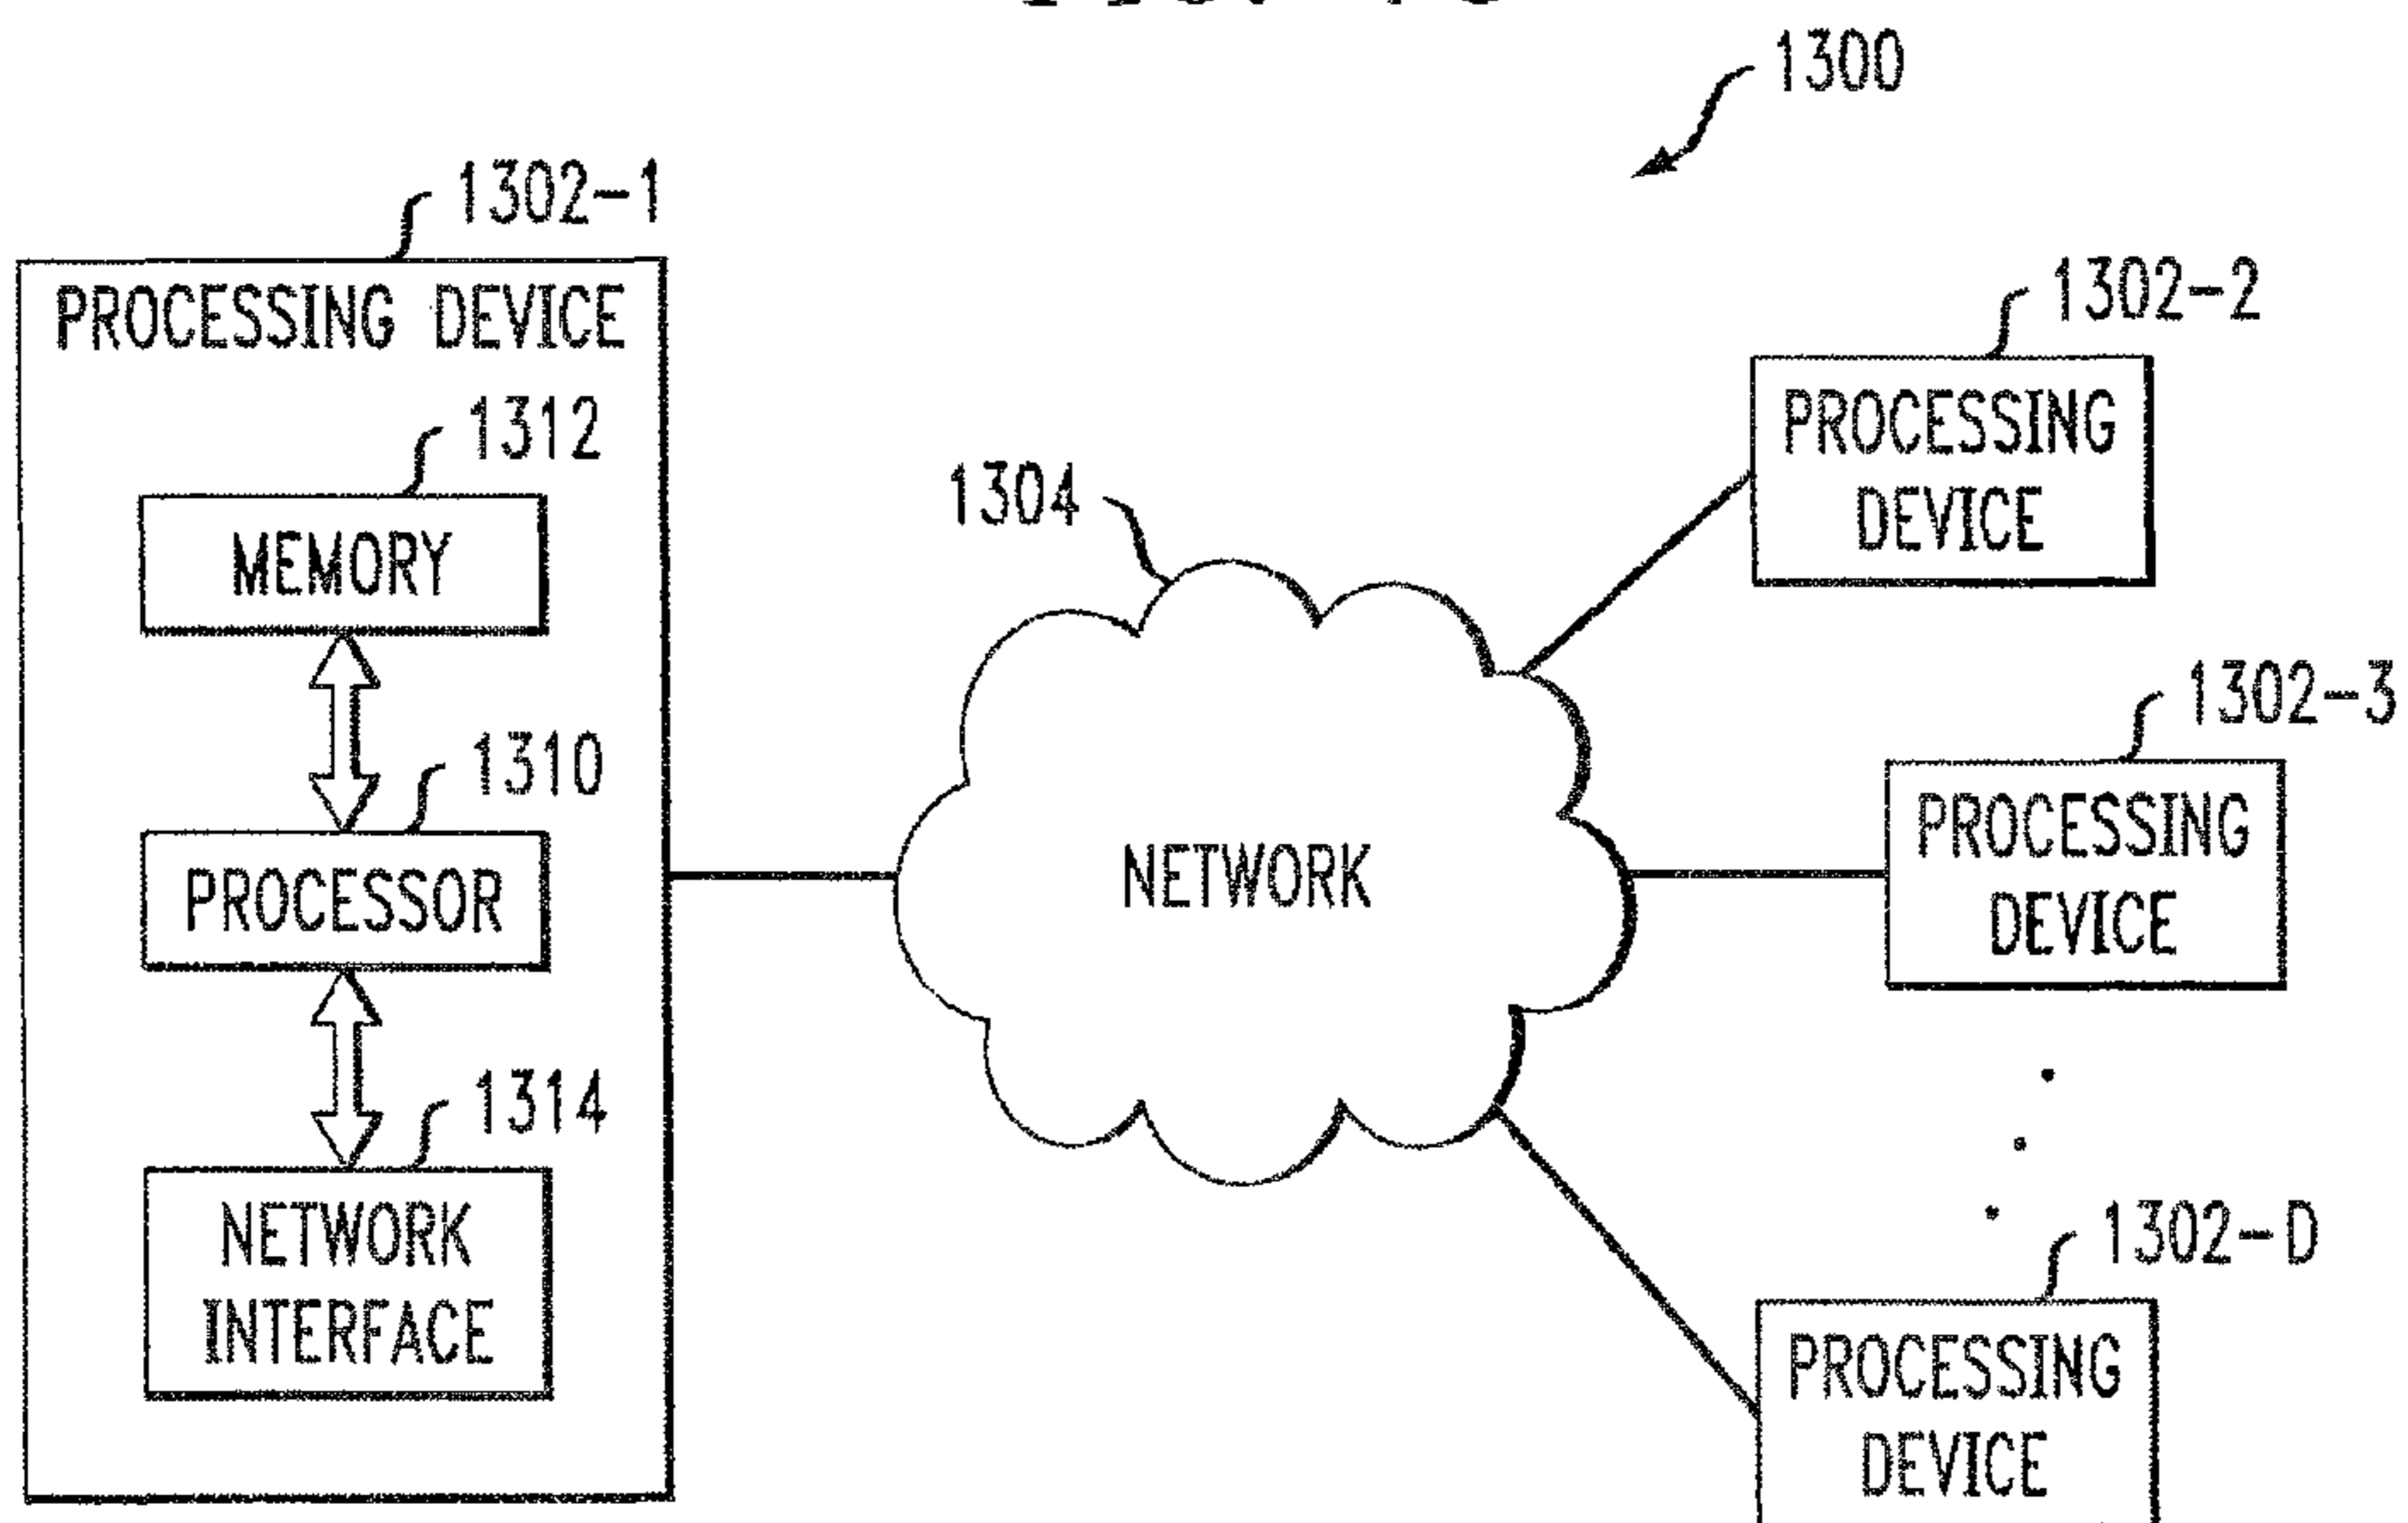 1300
1302-1
PROCESSING DEVICE
1312
MEMORY
1310
PROCESSOR
1314
NETWORK
INTERFACE
1304
NETWORK
1302-2
PROCESSING
DEVICE
1302-3
PROCESSING
DEVICE
1302-D
PROCESSING
DEVICE